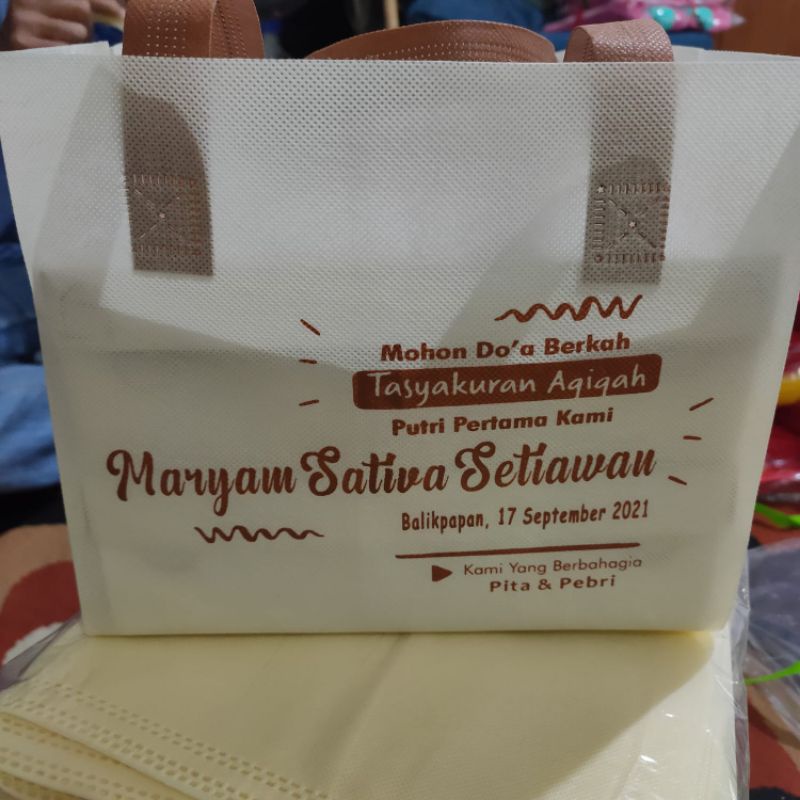 Mohon Do'a Berkah
Tasyakuran Aqiqah
Putri Pertama Kami
Maryam Sativa Setiawan
Balikpapan, 17 September 2021
Kami Yang Berbahagia
Pita & Pebri